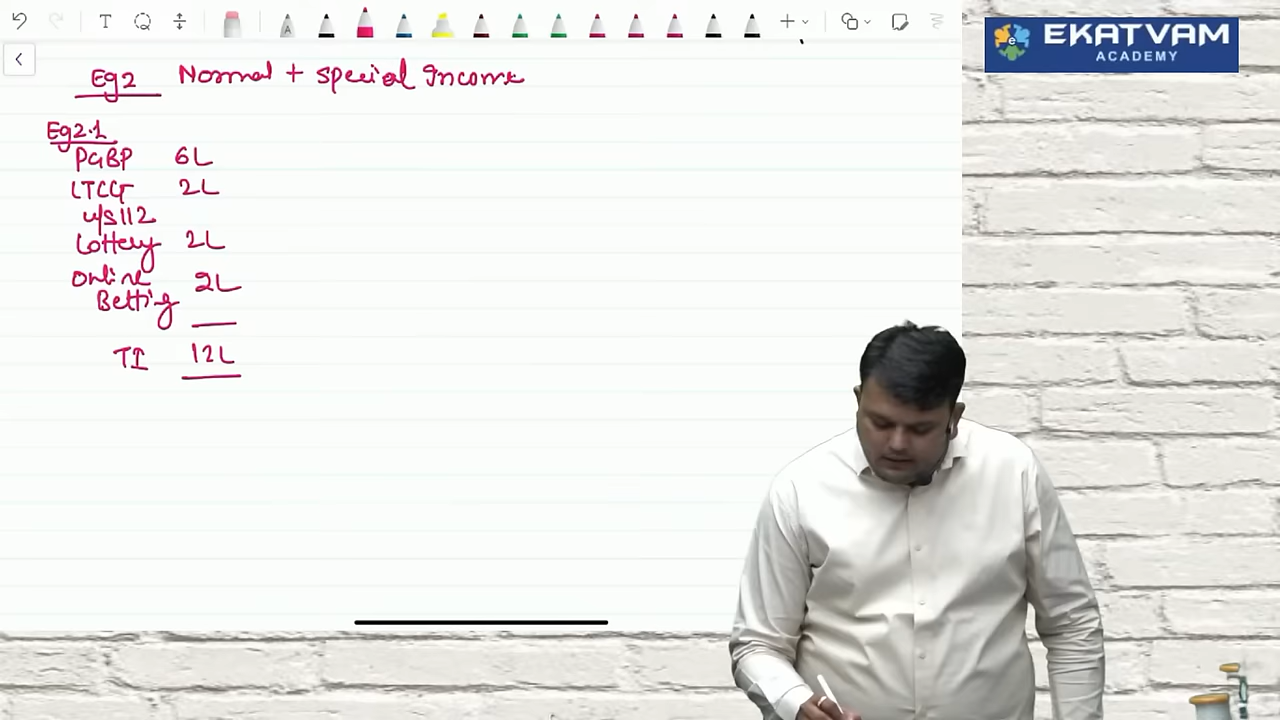 EKATVAM
ACADEMY
Eg2 Normal + Special Income
Eg2.1
PGBP 6L
LTCG 2L
u/s 112
Lottery 2L
Online 2L
Betting
TI 12L